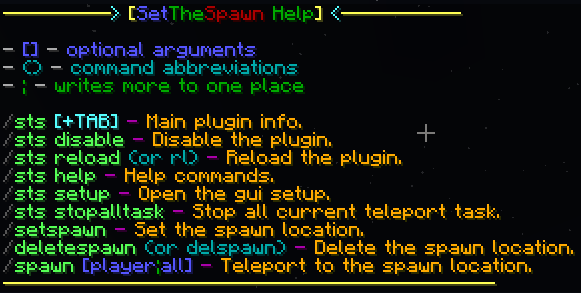 > [SetTheSpawn Help] <
- [] - optional arguments
- () - command abbreviations
- ¦ - writes more to one place
/sts [+TAB] - Main plugin info.
/sts disable - Disable the plugin.
/sts reload (or rl) - Reload the plugin.
/sts help - Help commands.
/sts setup - Open the gui setup.
/sts stopalltask - Stop all current teleport task.
/setspawn - Set the spawn location.
/deletespawn (or delspawn) - Delete the spawn location.
/spawn [player¦all] - Teleport to the spawn location.